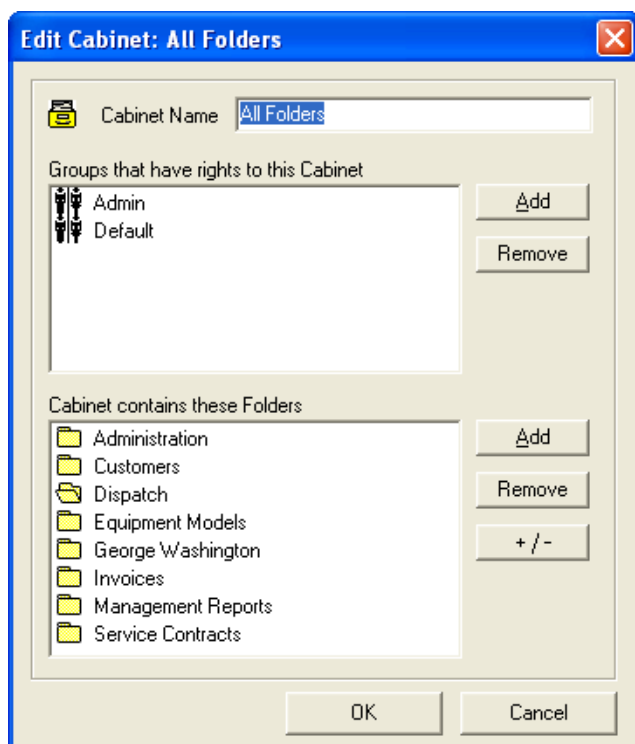 Edit Cabinet: All Folders
Cabinet Name All Folders
Groups that have rights to this Cabinet
Admin
Default
Add
Remove
Cabinet contains these Folders
Administration
Customers
Dispatch
Equipment Models
George Washington
Invoices
Management Reports
Service Contracts
Add
Remove
+ / -
OK Cancel